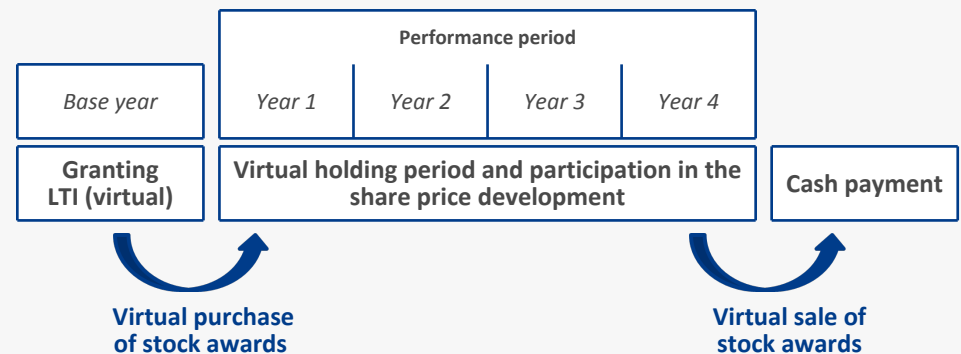 Performance period
Base year
Year 1
Year 2
Year 3
Year 4
Granting
LTI (virtual)
Virtual holding period and participation in the
share price development
Cash payment
Virtual purchase
of stock awards
Virtual sale of
stock awards